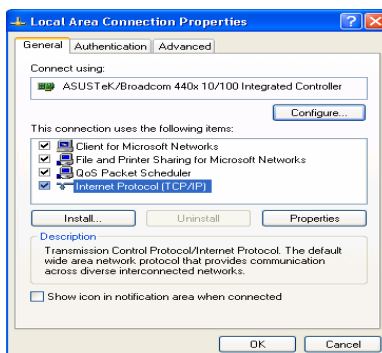 Local Area Connection Properties
General Authentication Advanced
Connect using:
ASUSTeK/Broadcom 440x 10/100 Integrated Controller
Configure...
This connection uses the following items:
Client for Microsoft Networks
File and Printer Sharing for Microsoft Networks
QoS Packet Scheduler
Internet Protocol (TCP/IP)
Install... Uninstall Properties
Description
Transmission Control Protocol/Internet Protocol. The default
wide area network protocol that provides communication
across diverse interconnected networks.
Show icon in notification area when connected
OK Cancel